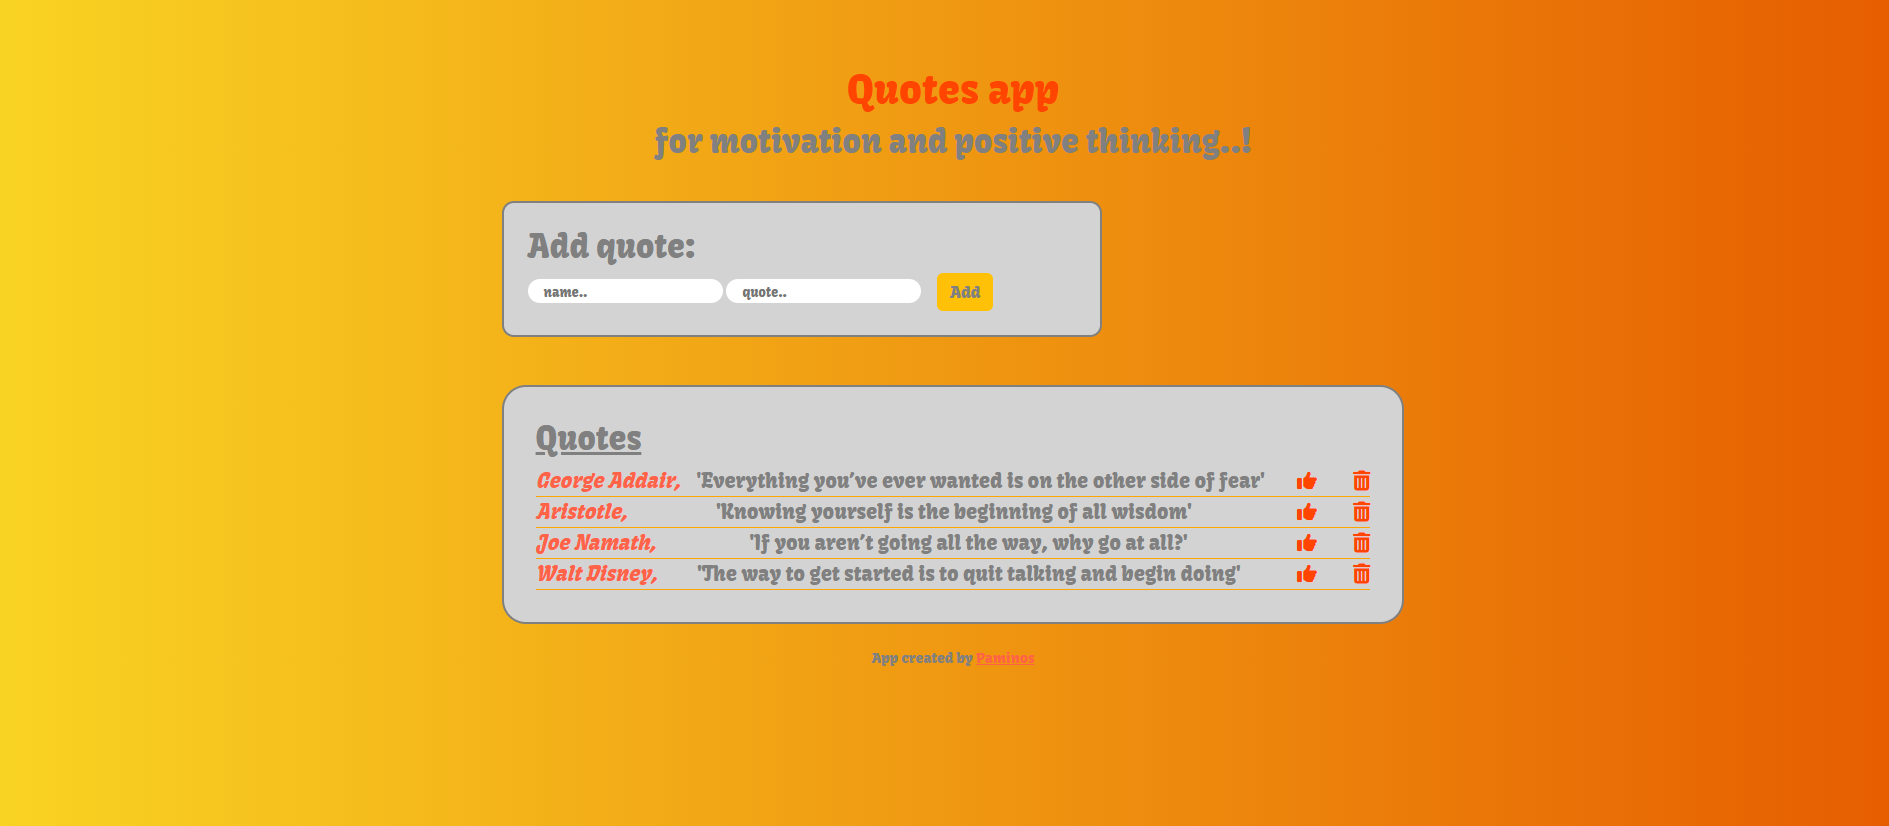 Quotes app
for motivation and positive thinking..!
Add quote:
name.. quote.. Add
Quotes
George Addair, 'Everything you’ve ever wanted is on the other side of fear'
Aristotle, 'Knowing yourself is the beginning of all wisdom'
Joe Namath, 'If you aren’t going all the way, why go at all?'
Walt Disney, 'The way to get started is to quit talking and begin doing'
App created by Paminos